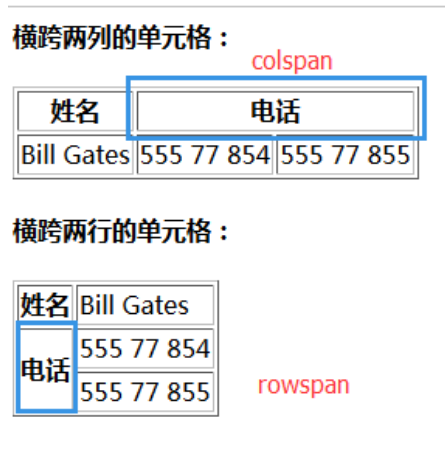 横跨两列的单元格：
colspan
姓名 电话
Bill Gates 555 77 854 555 77 855
横跨两行的单元格：
姓名 Bill Gates
电话 555 77 854
555 77 855
rowspan